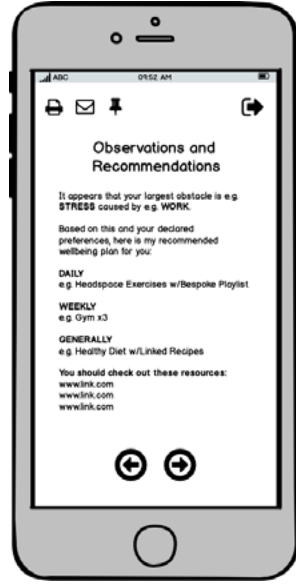 ABC 09:52 AM
Observations and
Recommendations
It appears that your largest obstacle is e.g.
STRESS caused by e.g. WORK.
Based on this and your declared
preferences, here is my recommended
wellbeing plan for you:
DAILY
e.g. Headspace Exercises w/Bespoke Playlist
WEEKLY
e.g. Gym x3
GENERALLY
e.g. Healthy Diet w/Linked Recipes
You should check out these resources:
www.link.com
www.link.com
www.link.com